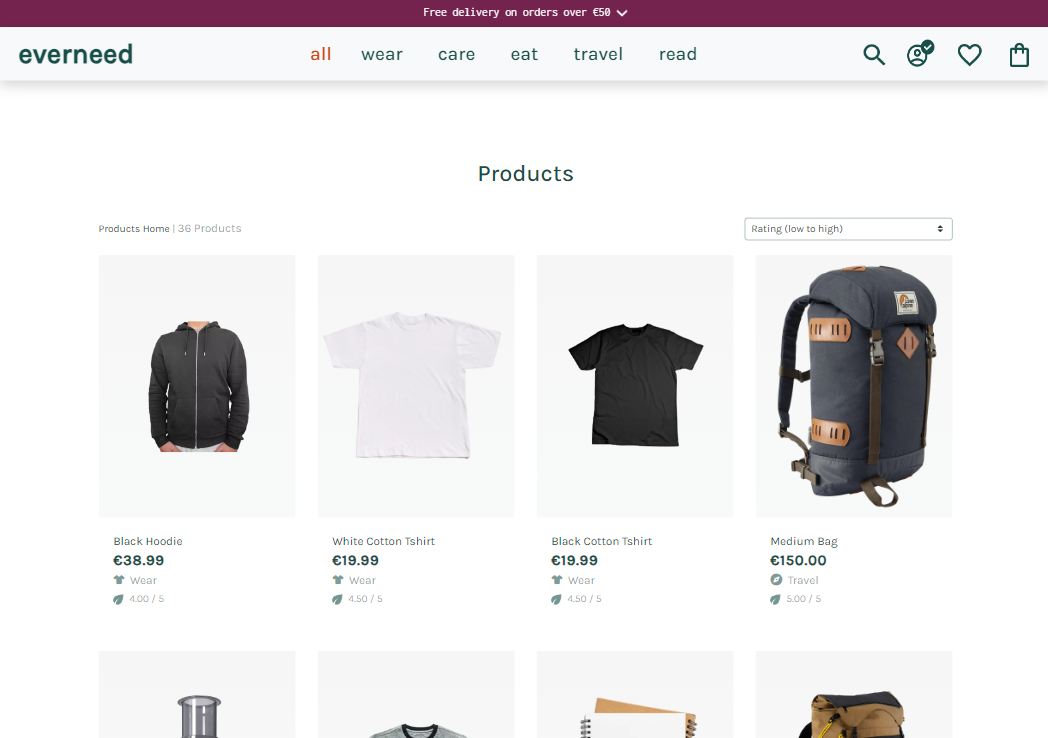 Free delivery on orders over €50
everneed
all wear care eat travel read
Products
Products Home | 36 Products
Rating (low to high)
Black Hoodie
€38.99
Wear
4.00 / 5
White Cotton Tshirt
€19.99
Wear
4.50 / 5
Black Cotton Tshirt
€19.99
Wear
4.50 / 5
Medium Bag
€150.00
Travel
5.00 / 5